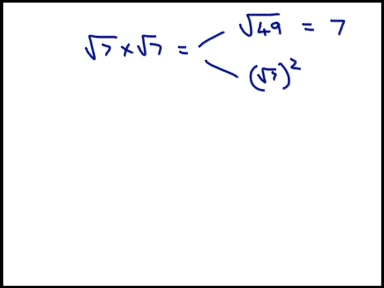 √49 = 7
√7 × √7 =
(√7)²